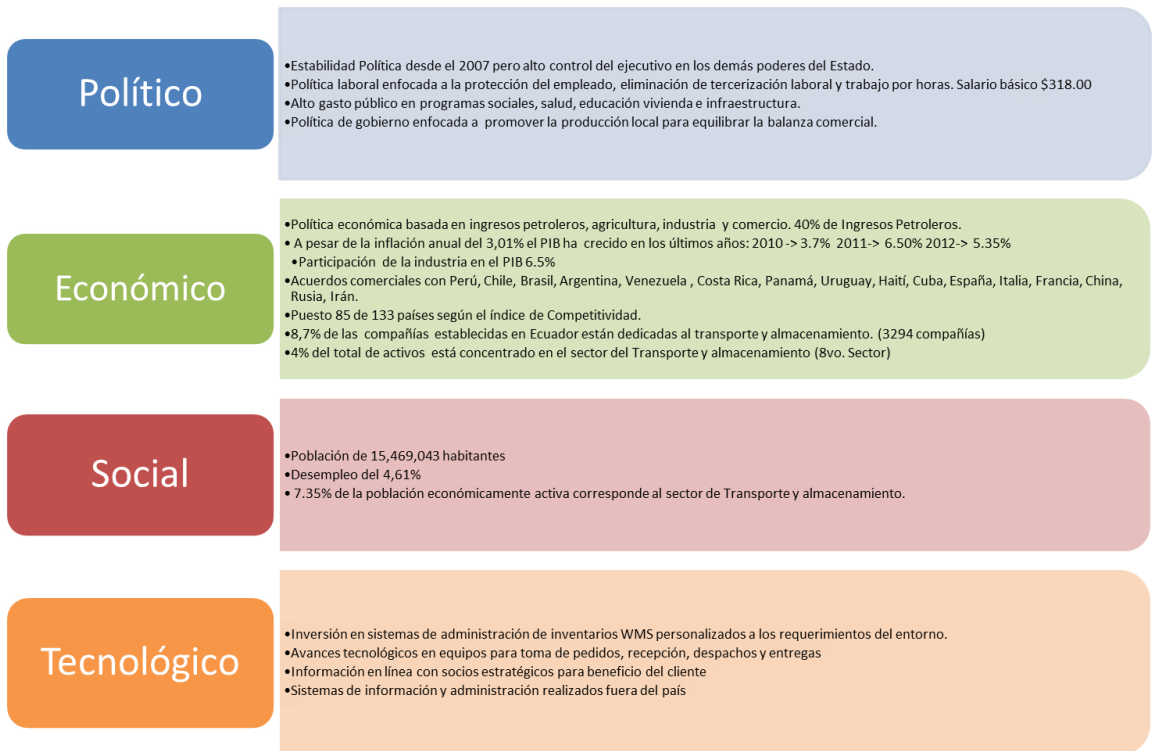 Político
•Estabilidad Política desde el 2007 pero alto control del ejecutivo en los demás poderes del Estado.
•Política laboral enfocada a la protección del empleado, eliminación de tercerización laboral y trabajo por horas. Salario básico $318.00
•Alto gasto público en programas sociales, salud, educación vivienda e infraestructura.
•Política de gobierno enfocada a promover la producción local para equilibrar la balanza comercial.
Económico
•Política económica basada en ingresos petroleros, agricultura, industria y comercio. 40% de Ingresos Petroleros.
• A pesar de la inflación anual del 3,01% el PIB ha crecido en los últimos años: 2010 -> 3.7% 2011-> 6.50% 2012-> 5.35%
•Participación de la industria en el PIB 6.5%
•Acuerdos comerciales con Perú, Chile, Brasil, Argentina, Venezuela , Costa Rica, Panamá, Uruguay, Haití, Cuba, España, Italia, Francia, China,
Rusia, Irán.
•Puesto 85 de 133 países según el índice de Competitividad.
•8,7% de las compañías establecidas en Ecuador están dedicadas al transporte y almacenamiento. (3294 compañías)
•4% del total de activos está concentrado en el sector del Transporte y almacenamiento (8vo. Sector)
Social
•Población de 15,469,043 habitantes
•Desempleo del 4,61%
• 7.35% de la población económicamente activa corresponde al sector de Transporte y almacenamiento.
Tecnológico
•Inversión en sistemas de administración de inventarios WMS personalizados a los requerimientos del entorno.
•Avances tecnológicos en equipos para toma de pedidos, recepción, despachos y entregas
•Información en línea con socios estratégicos para beneficio del cliente
•Sistemas de información y administración realizados fuera del país